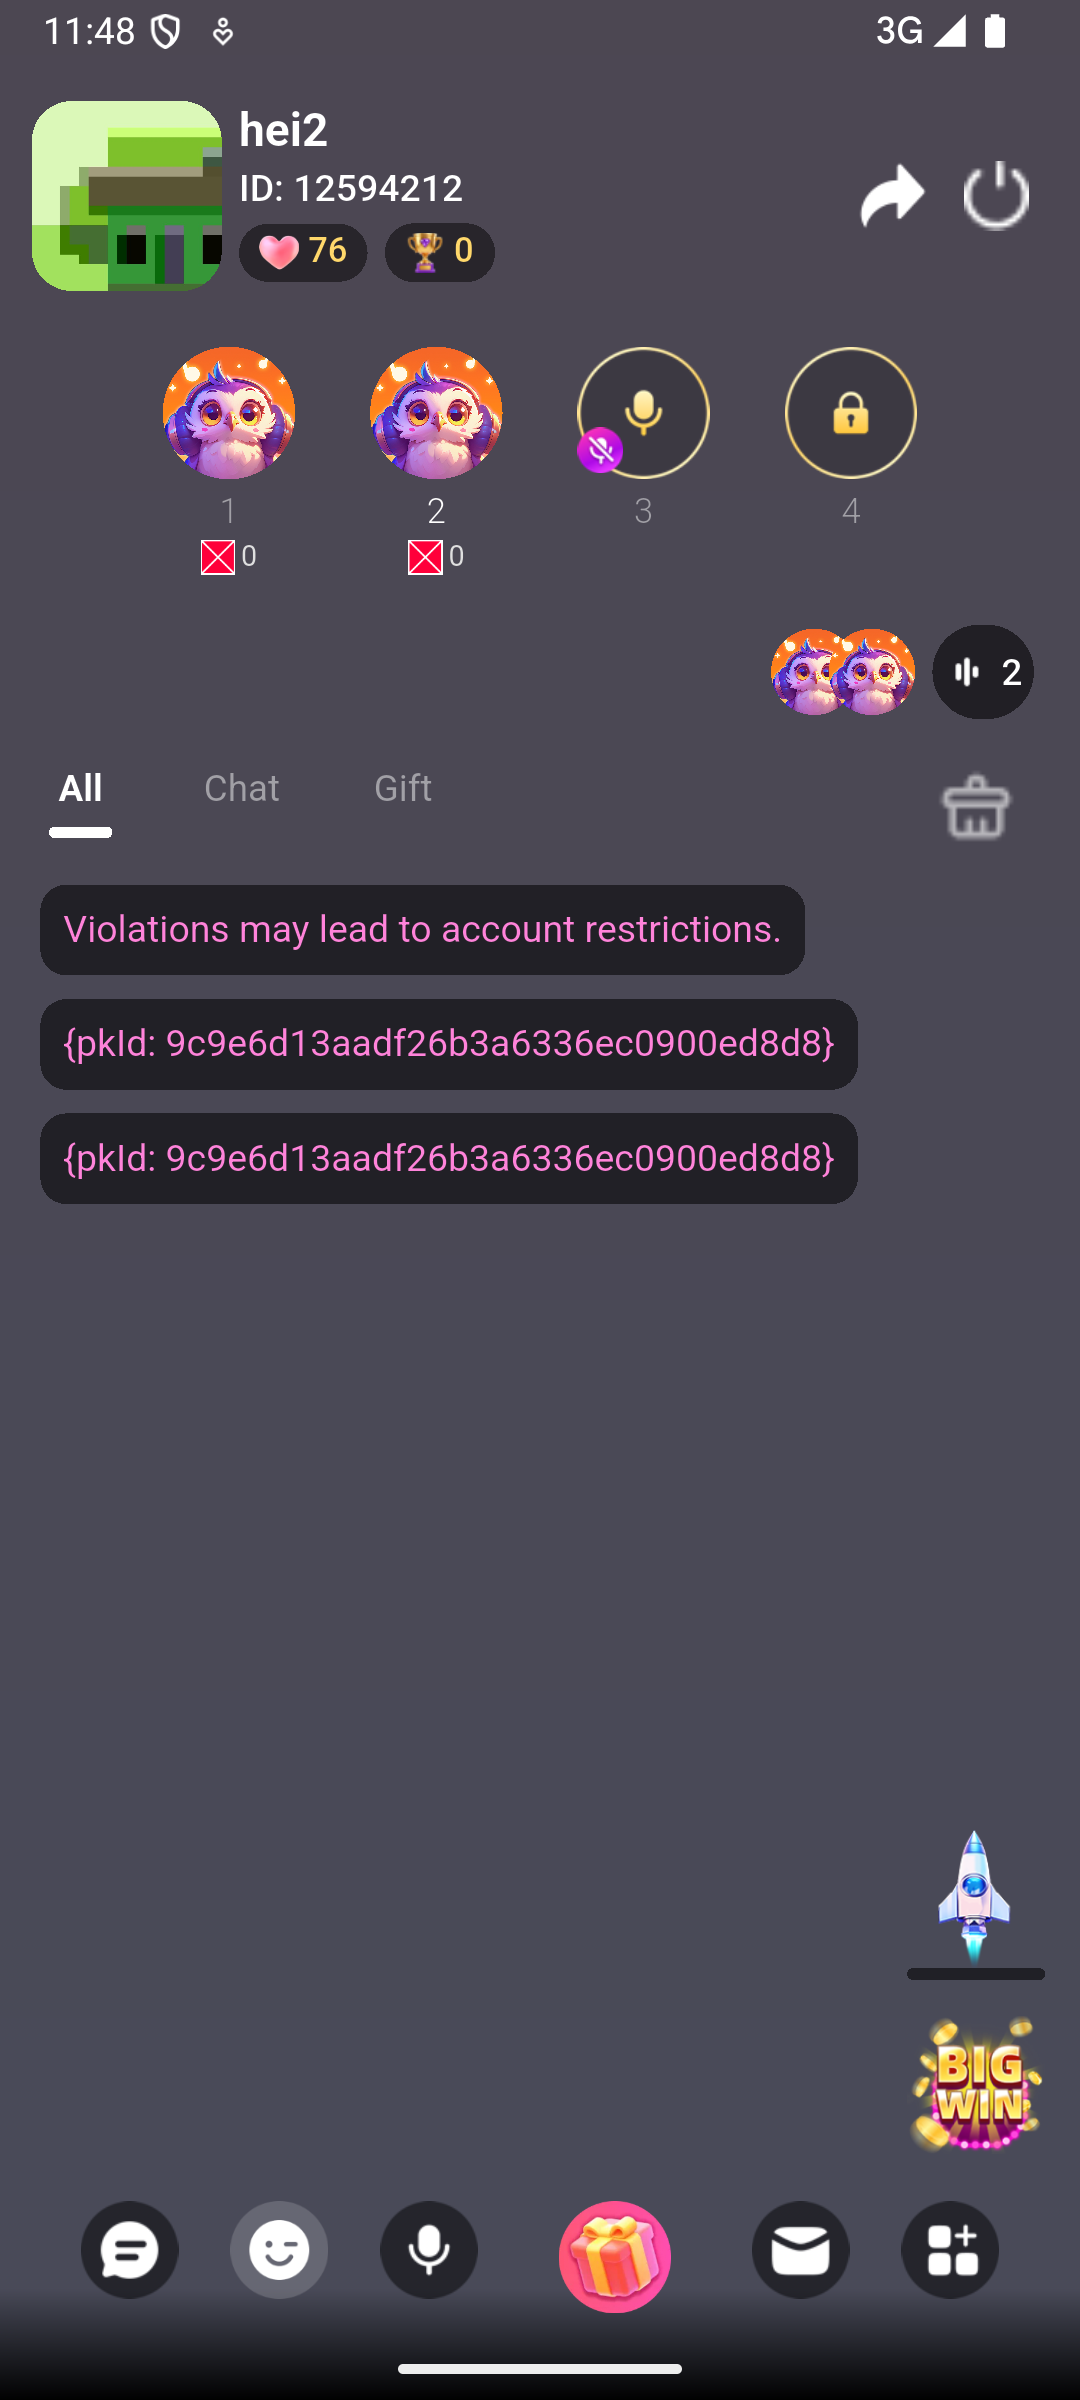 11:48
3G
hei2
ID: 12594212
76
0
1
2
3
4
0
0
2
All
Chat
Gift
Violations may lead to account restrictions.
{pkId: 9c9e6d13aadf26b3a6336ec0900ed8d8}
{pkId: 9c9e6d13aadf26b3a6336ec0900ed8d8}
BIG
WIN